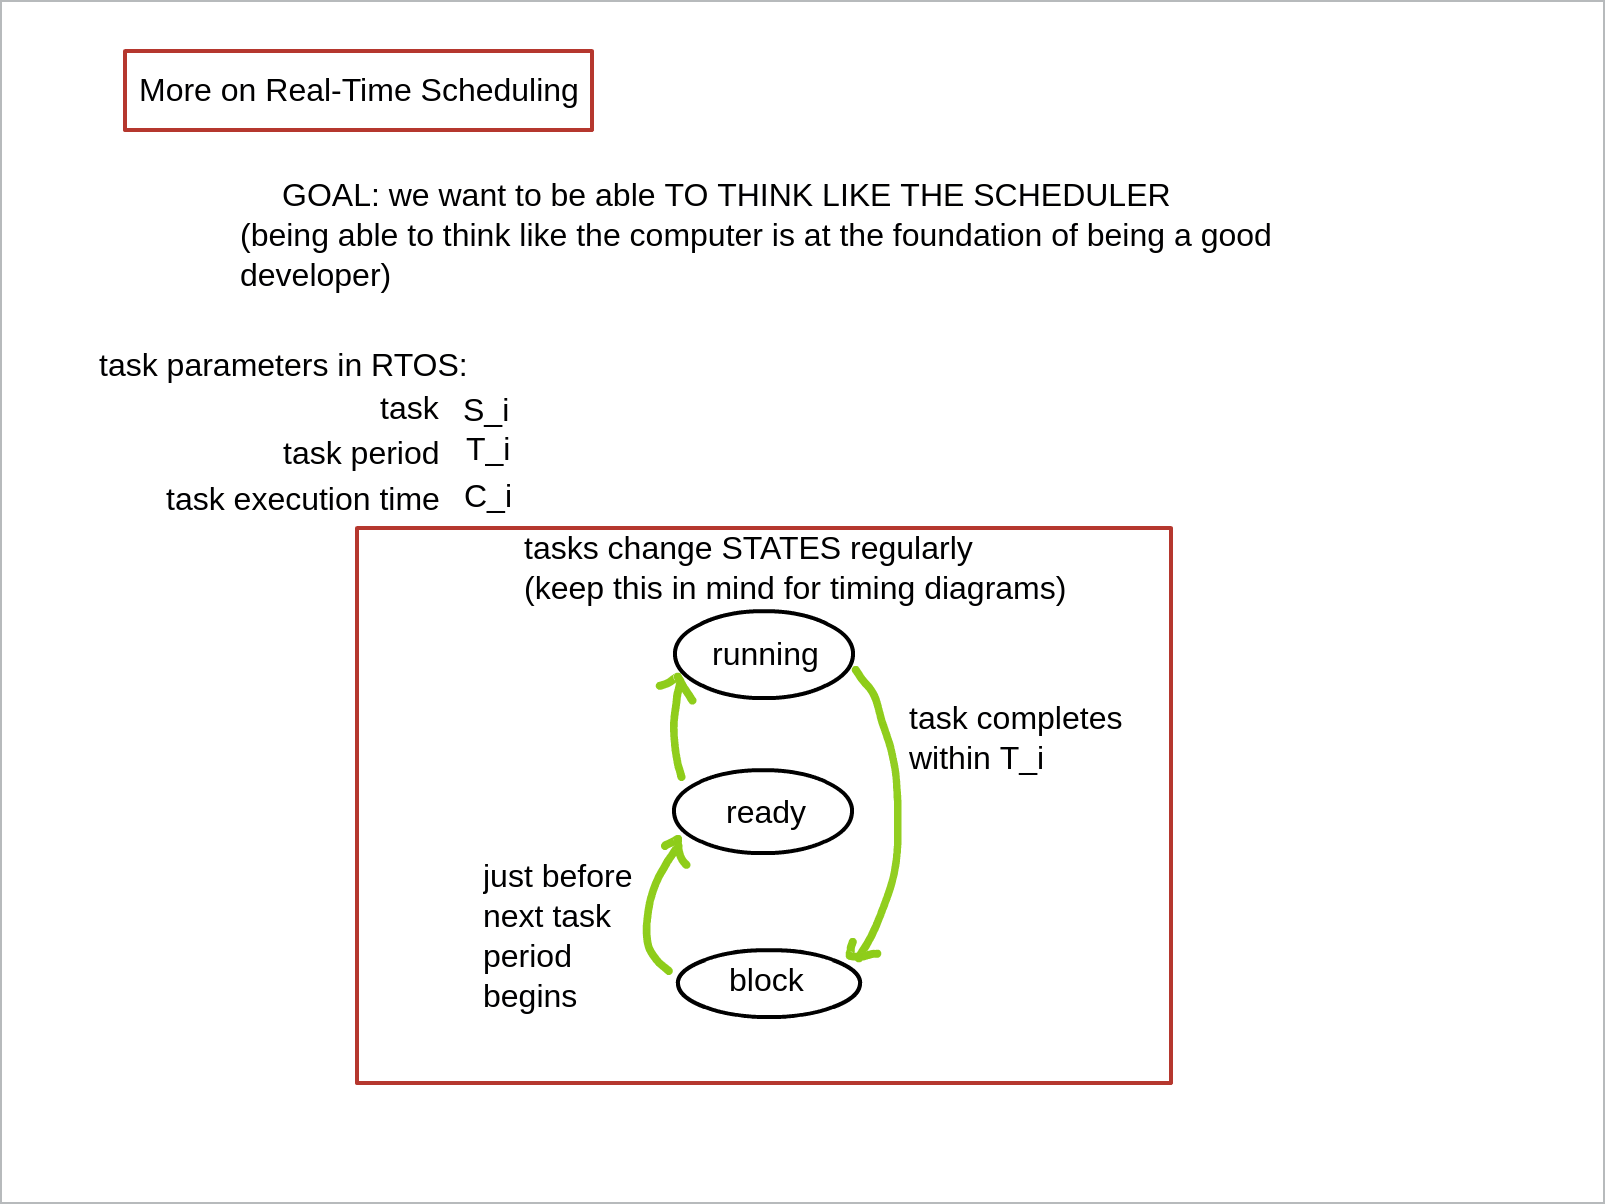 More on Real-Time Scheduling
GOAL: we want to be able TO THINK LIKE THE SCHEDULER
(being able to think like the computer is at the foundation of being a good
developer)
task parameters in RTOS:
task S_i
task period T_i
task execution time C_i
tasks change STATES regularly
(keep this in mind for timing diagrams)
running
task completes
within T_i
ready
just before
next task
period
begins
block